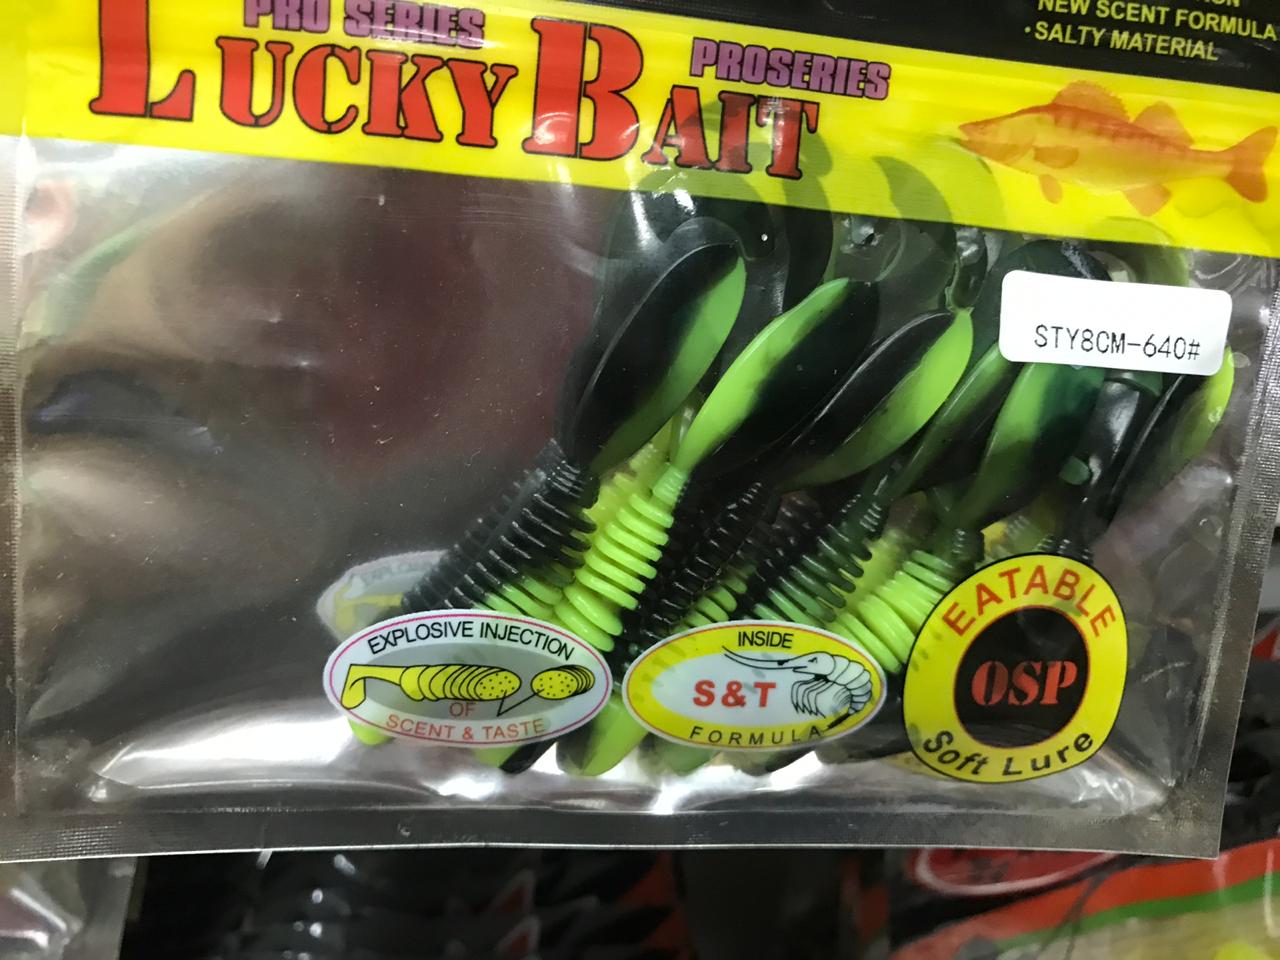 NEW SCENT FORMULA
•SALTY MATERIAL
PRO SERIES
LUCKY BAIT
PROSERIES
STY8CM-640#
EXPLOSIVE INJECTION
OF
SCENT & TASTE
INSIDE
S & T
FORMULA
EATABLE
OSP
Soft Lure